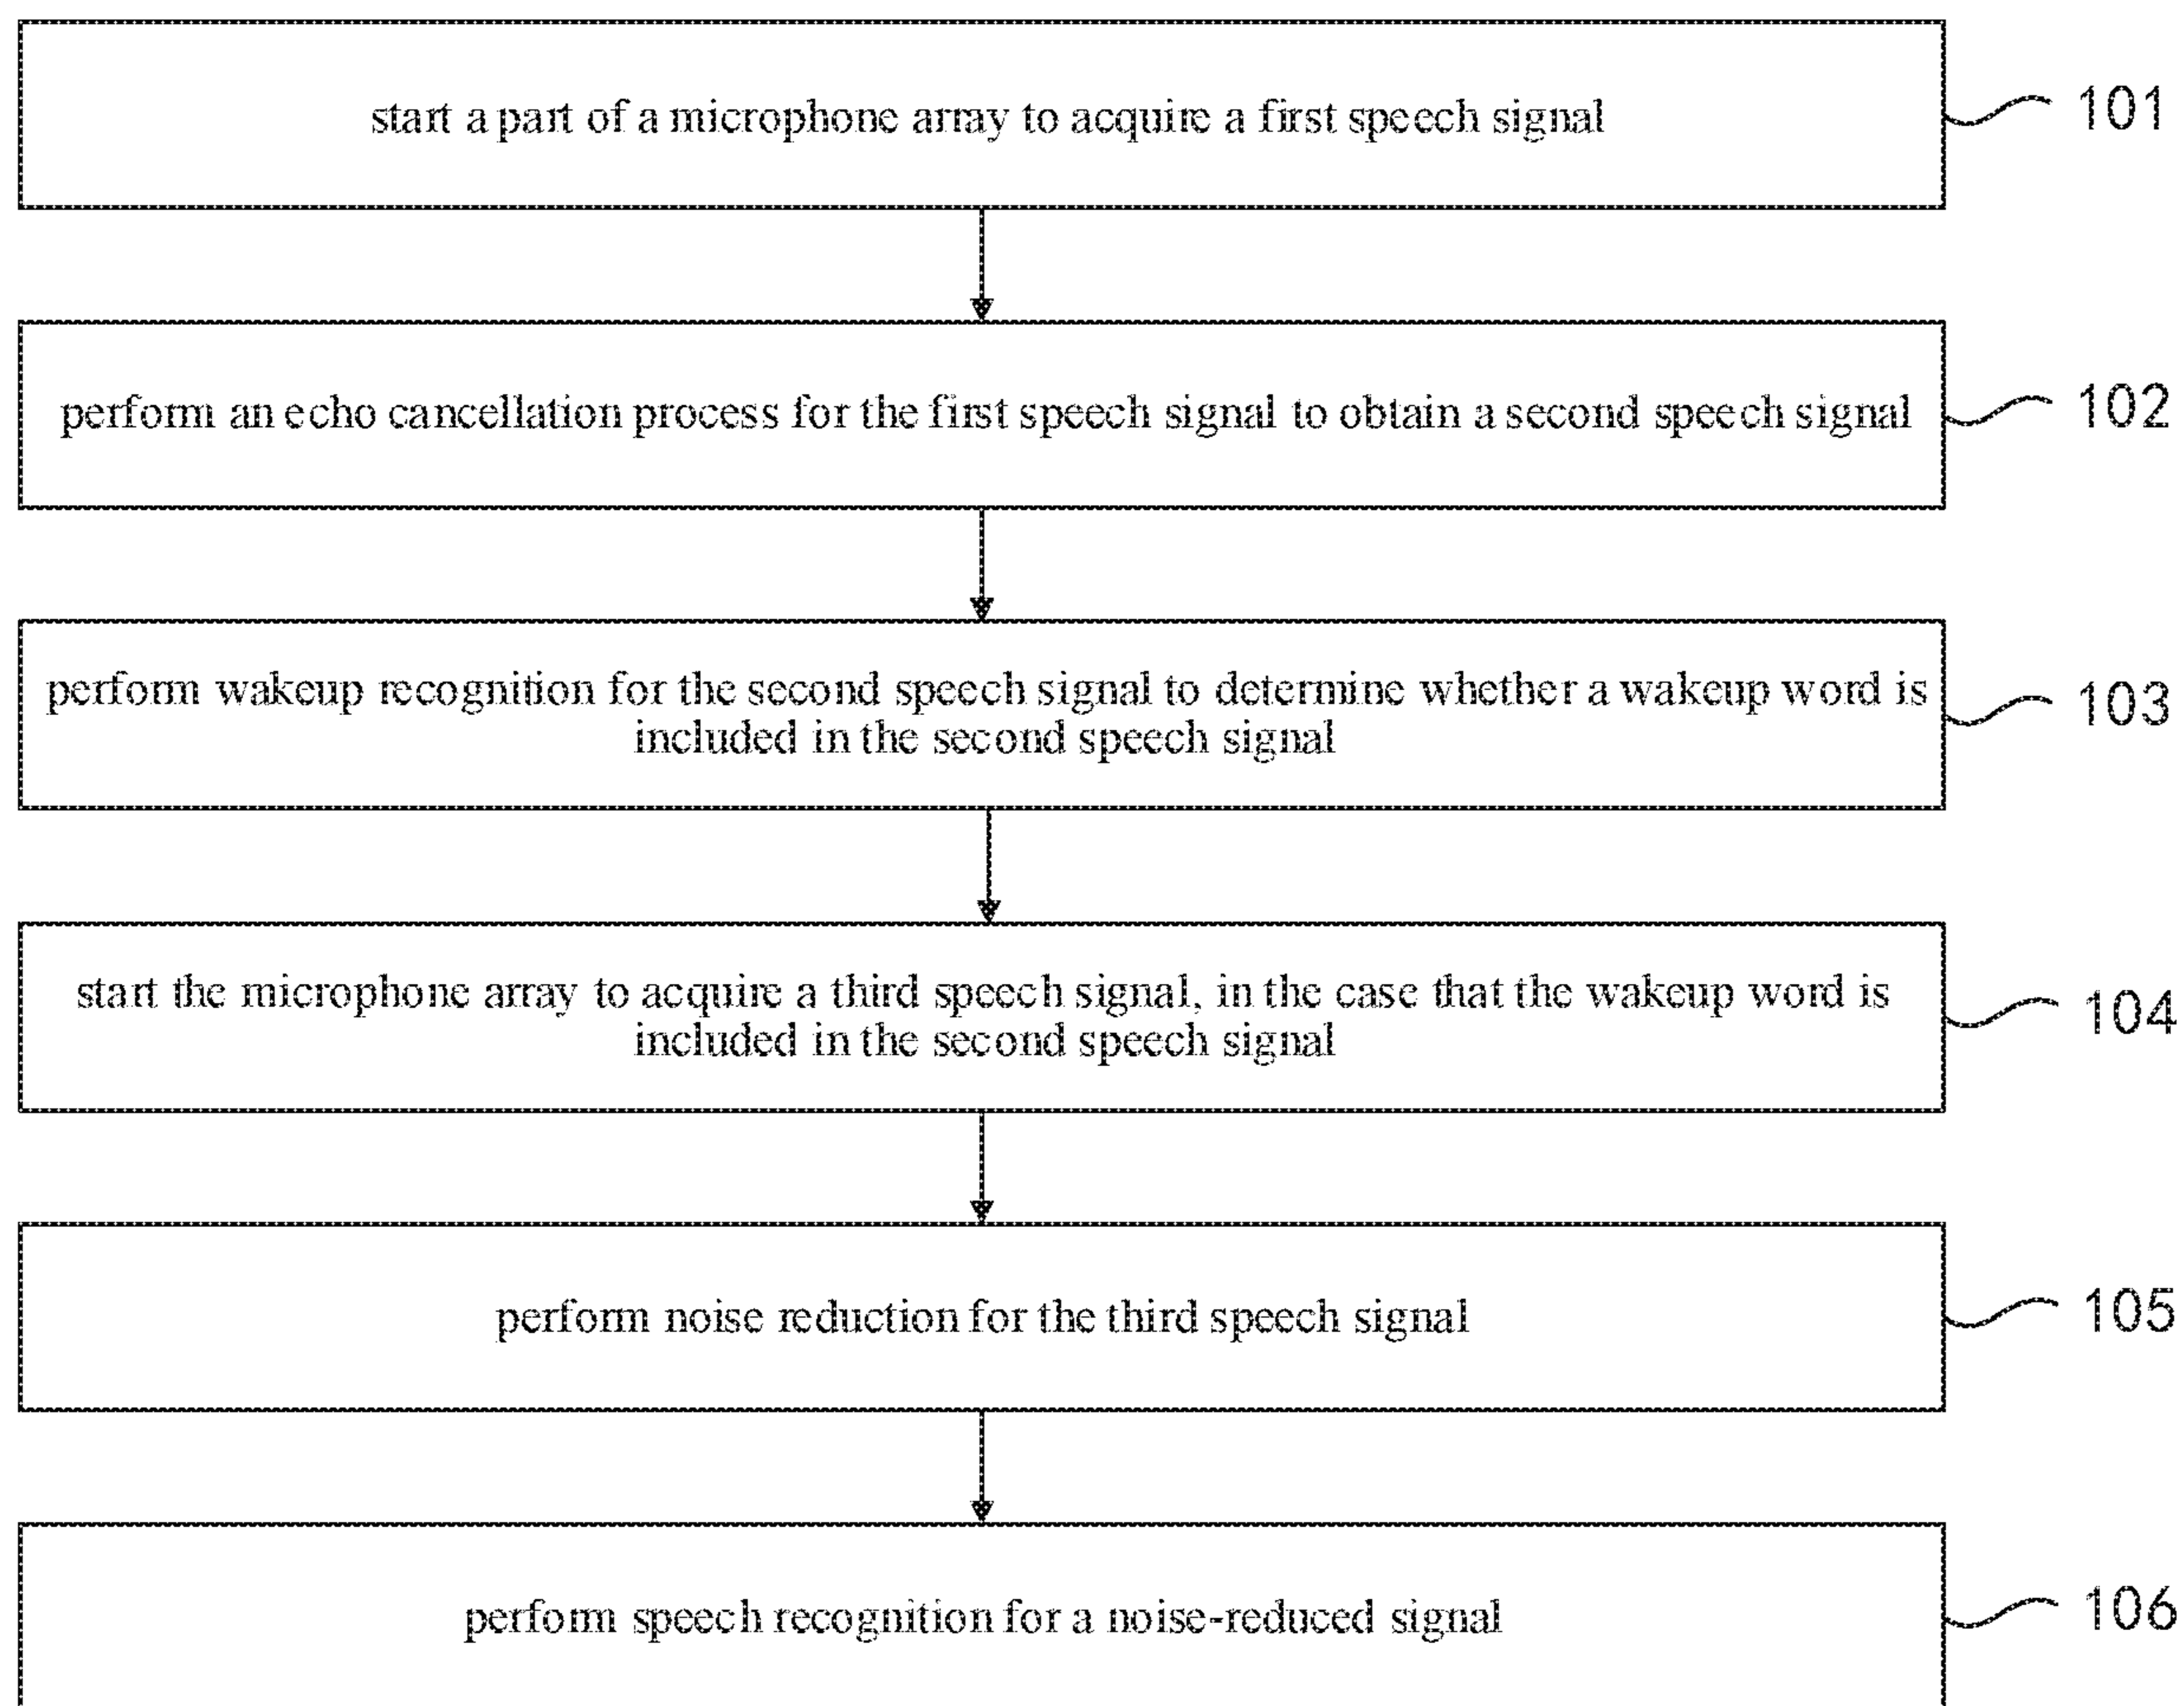 start a part of a microphone array to acquire a first speech signal
101
perform an echo cancellation process for the first speech signal to obtain a second speech signal
102
perform wakeup recognition for the second speech signal to determine whether a wakeup word is
included in the second speech signal
103
start the microphone array to acquire a third speech signal, in the case that the wakeup word is
included in the second speech signal
104
perform noise reduction for the third speech signal
105
perform speech recognition for a noise-reduced signal
106